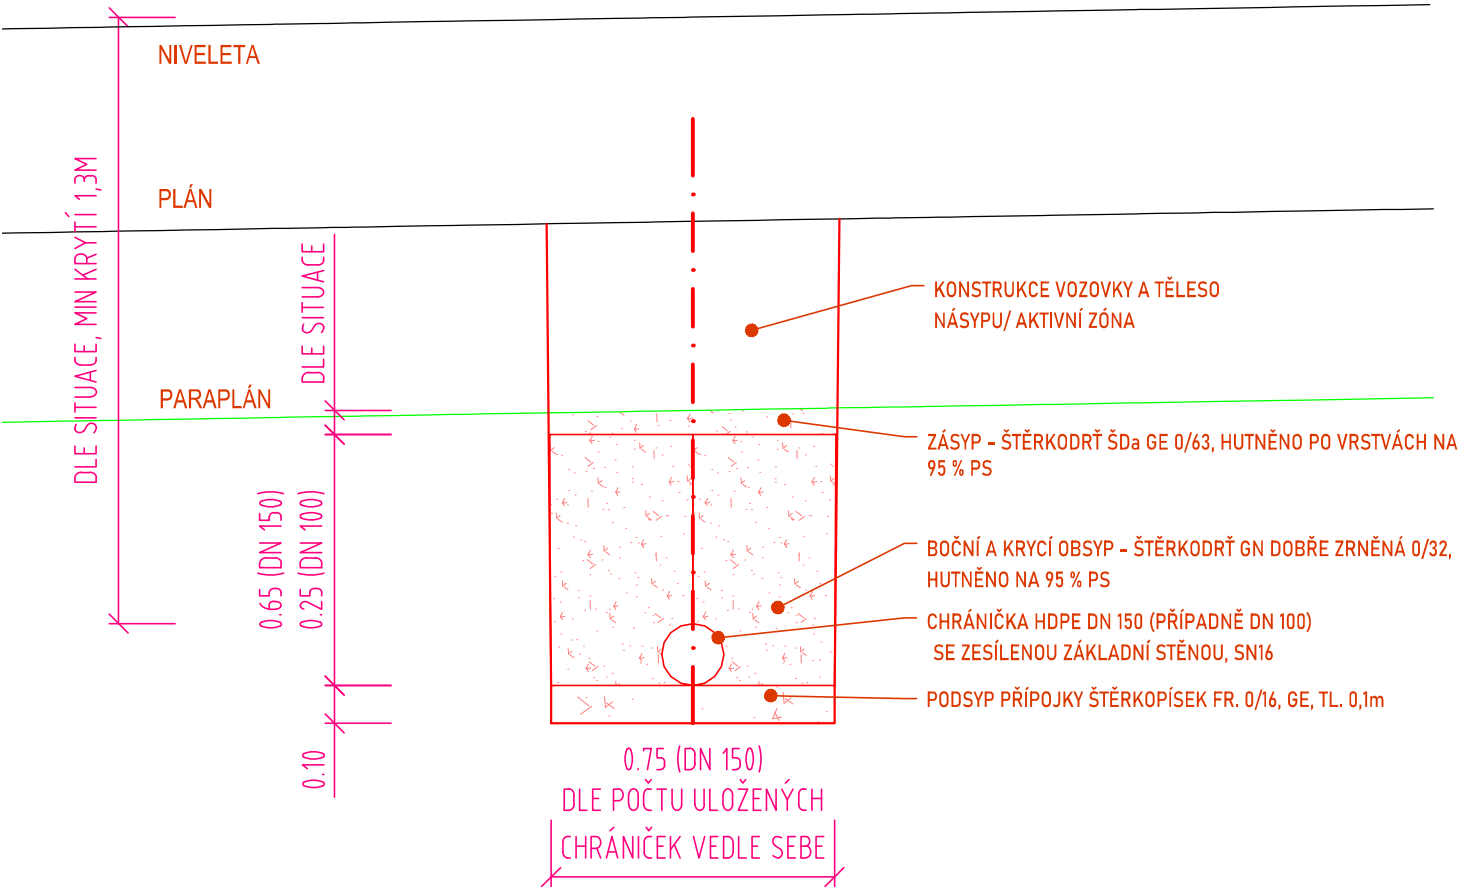 NIVELETA
PLÁN
PARAPLÁN
DLE SITUACE, MIN KRYTÍ 1,3M
DLE SITUACE
0.65 (DN 150)
0.25 (DN 100)
0.10
KONSTRUKCE VOZOVKY A TĚLESO
NÁSYPU/ AKTIVNÍ ZÓNA
ZÁSYP - ŠTĚRKODRŤ ŠDa GE 0/63, HUTNĚNO PO VRSTVÁCH NA
95 % PS
BOČNÍ A KRYCÍ OBSYP - ŠTĚRKODRŤ GN DOBŘE ZRNĚNÁ 0/32,
HUTNĚNO NA 95 % PS
CHRÁNIČKA HDPE DN 150 (PŘÍPADNĚ DN 100)
SE ZESÍLENOU ZÁKLADNÍ STĚNOU, SN16
PODSYP PŘÍPOJKY ŠTĚRKOPÍSEK FR. 0/16, GE, TL. 0,1m
0.75 (DN 150)
DLE POČTU ULOŽENÝCH
CHRÁNIČEK VEDLE SEBE